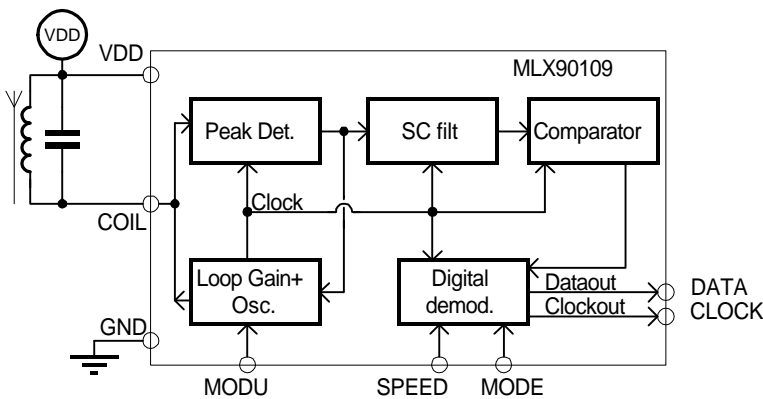 VDD
VDD
MLX90109
Peak Det.
SC filt
Comparator
Clock
COIL
Loop Gain+
Osc.
Digital
demod.
Dataout
DATA
Clockout
CLOCK
GND
MODU
SPEED
MODE